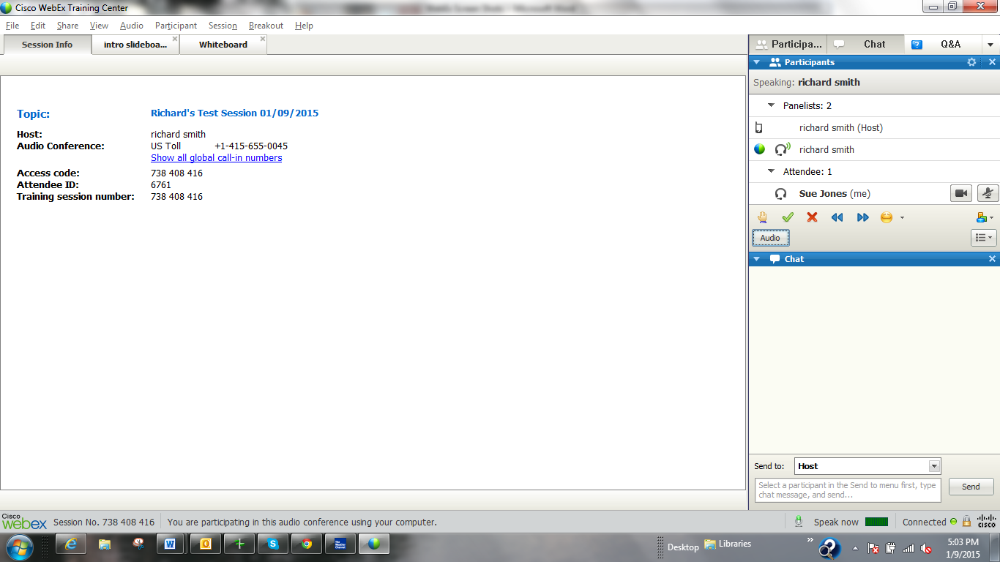 Cisco WebEx Training Center
File Edit Share View Audio Participant Session Breakout Help
Session Info intro slideboa... Whiteboard
Topic: Richard's Test Session 01/09/2015
Host: richard smith
Audio Conference: US Toll +1-415-655-0045
Show all global call-in numbers
Access code: 738 408 416
Attendee ID: 6761
Training session number: 738 408 416
Participa... Chat ? Q&A
Participants
Speaking: richard smith
Panelists: 2
richard smith (Host)
richard smith
Attendee: 1
Sue Jones (me)
Audio
Chat
Send to: Host
Select a participant in the Send to menu first, type
chat message, and send...
Send
Cisco
webex Session No. 738 408 416 You are participating in this audio conference using your computer. Speak now Connected CISCO
Desktop Libraries
5:03 PM
1/9/2015